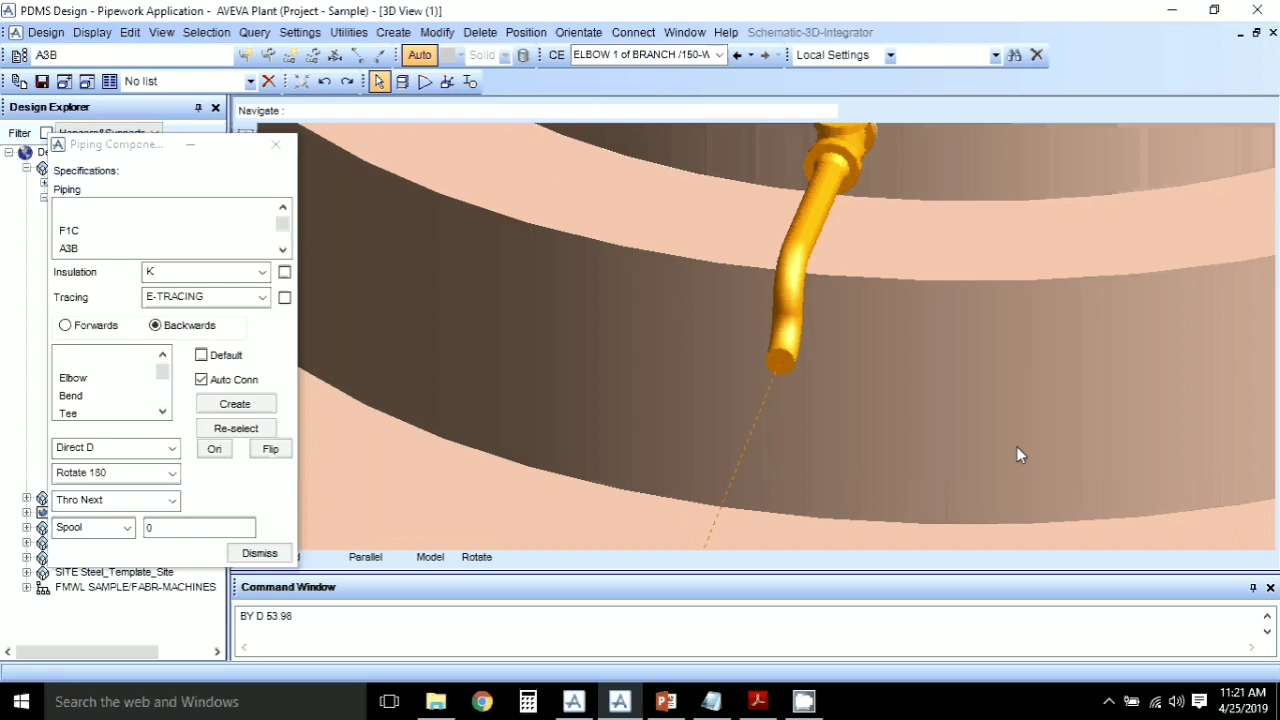 PDMS Design - Pipework Application - AVEVA Plant (Project - Sample) - [3D View (1)]
Design Display Edit View Selection Query Settings Utilities Create Modify Delete Position Orientate Connect Window Help Schematic-3D-Integrator
A3B Auto Solid CE ELBOW 1 of BRANCH /150-W Local Settings
No list
Design Explorer
Navigate :
Filter Hangers&Supports
De
Piping Compone...
Specifications:
Piping
F1C
A3B
Insulation K
Tracing E-TRACING
Forwards Backwards
Default
Elbow
Auto Conn
Bend
Create
Tee
Re-select
Direct D
Ori Flip
Rotate 180
Thro Next
Spool 0
Dismiss
Parallel Model Rotate
SITE Steel_Template_Site
FMWL SAMPLE/FABR-MACHINES
Command Window
BY D 53.98
Search the web and Windows
11:21 AM
4/25/2019